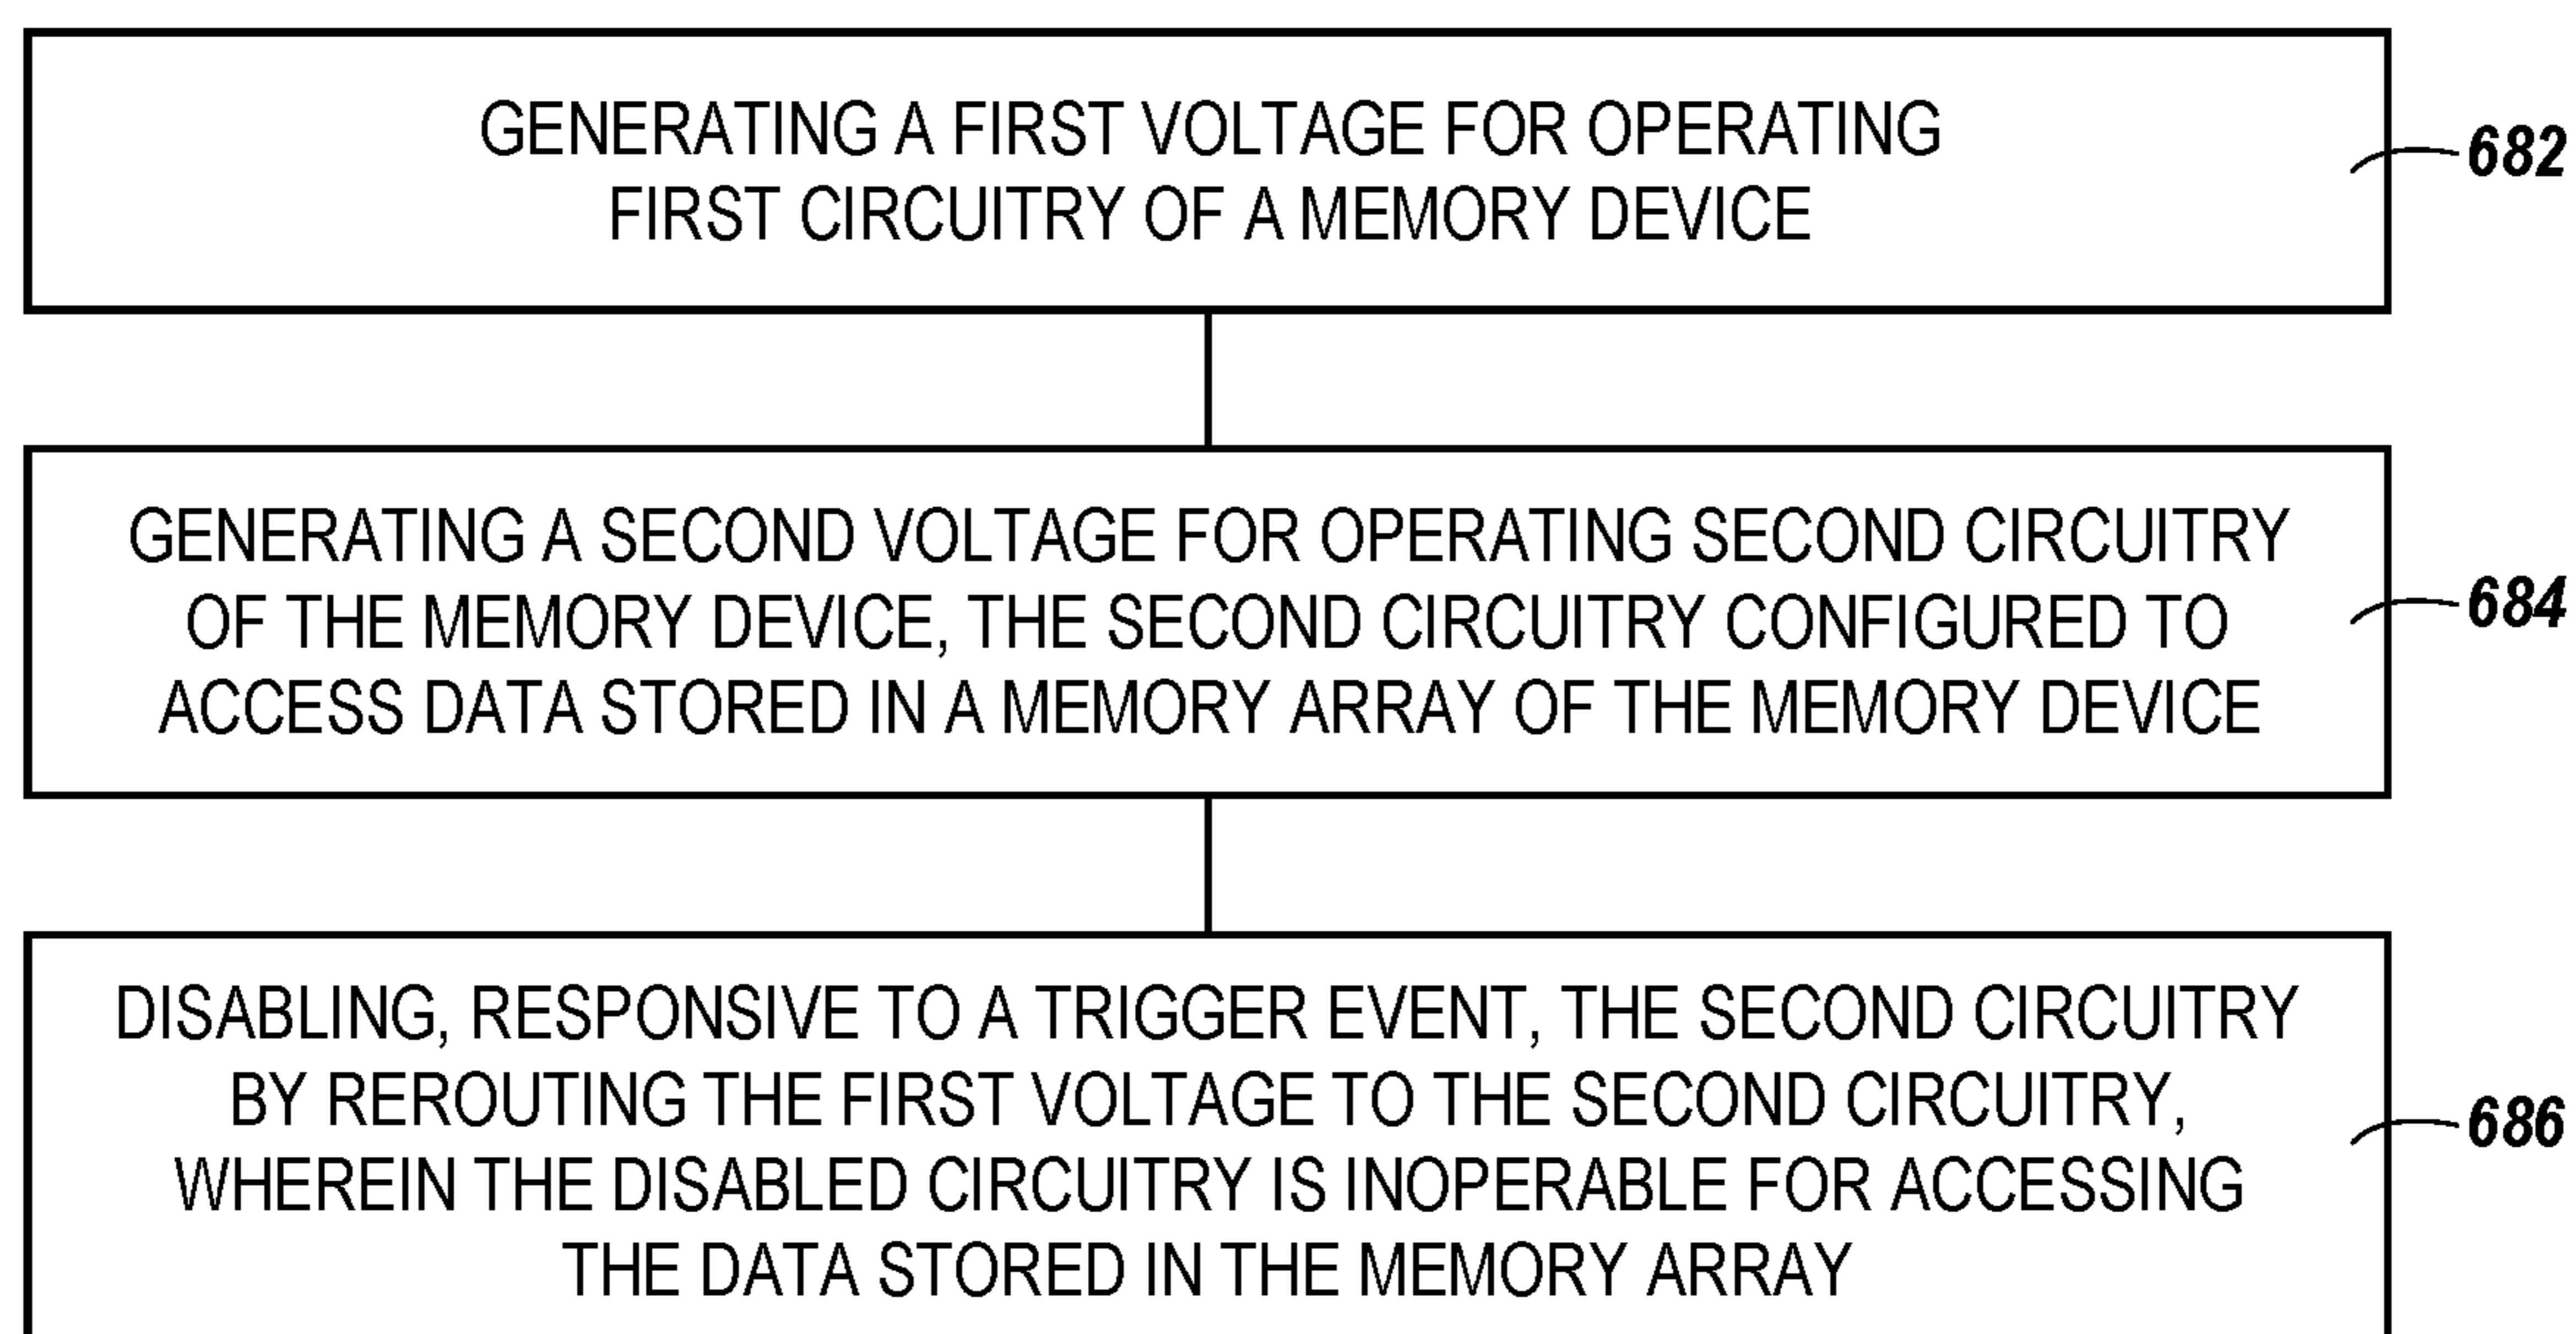 GENERATING A FIRST VOLTAGE FOR OPERATING
FIRST CIRCUITRY OF A MEMORY DEVICE
682
GENERATING A SECOND VOLTAGE FOR OPERATING SECOND CIRCUITRY
OF THE MEMORY DEVICE, THE SECOND CIRCUITRY CONFIGURED TO
ACCESS DATA STORED IN A MEMORY ARRAY OF THE MEMORY DEVICE
684
DISABLING, RESPONSIVE TO A TRIGGER EVENT, THE SECOND CIRCUITRY
BY REROUTING THE FIRST VOLTAGE TO THE SECOND CIRCUITRY,
WHEREIN THE DISABLED CIRCUITRY IS INOPERABLE FOR ACCESSING
THE DATA STORED IN THE MEMORY ARRAY
686